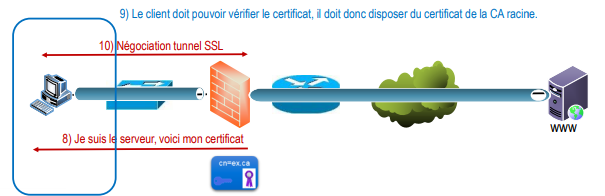 9) Le client doit pouvoir vérifier le certificat, il doit donc disposer du certificat de la CA racine.
10) Négociation tunnel SSL
www
8) Je suis le serveur, voici mon certificat
cn=ex.ca